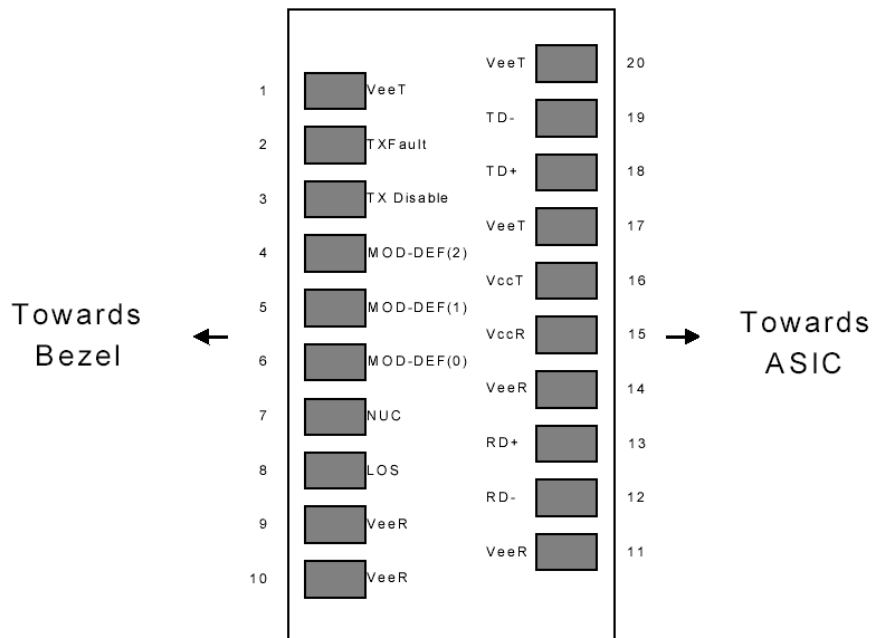 VeeT 20
1 VeeT
TD- 19
2 TXFault
TD+ 18
3 TX Disable
VeeT 17
4 MOD-DEF(2)
VccT 16
5 MOD-DEF(1)
Towards
Bezel
VccR 15
Towards
ASIC
6 MOD-DEF(0)
VeeR 14
7 NUC
RD+ 13
8 LOS
RD- 12
9 VeeR
VeeR 11
10 VeeR